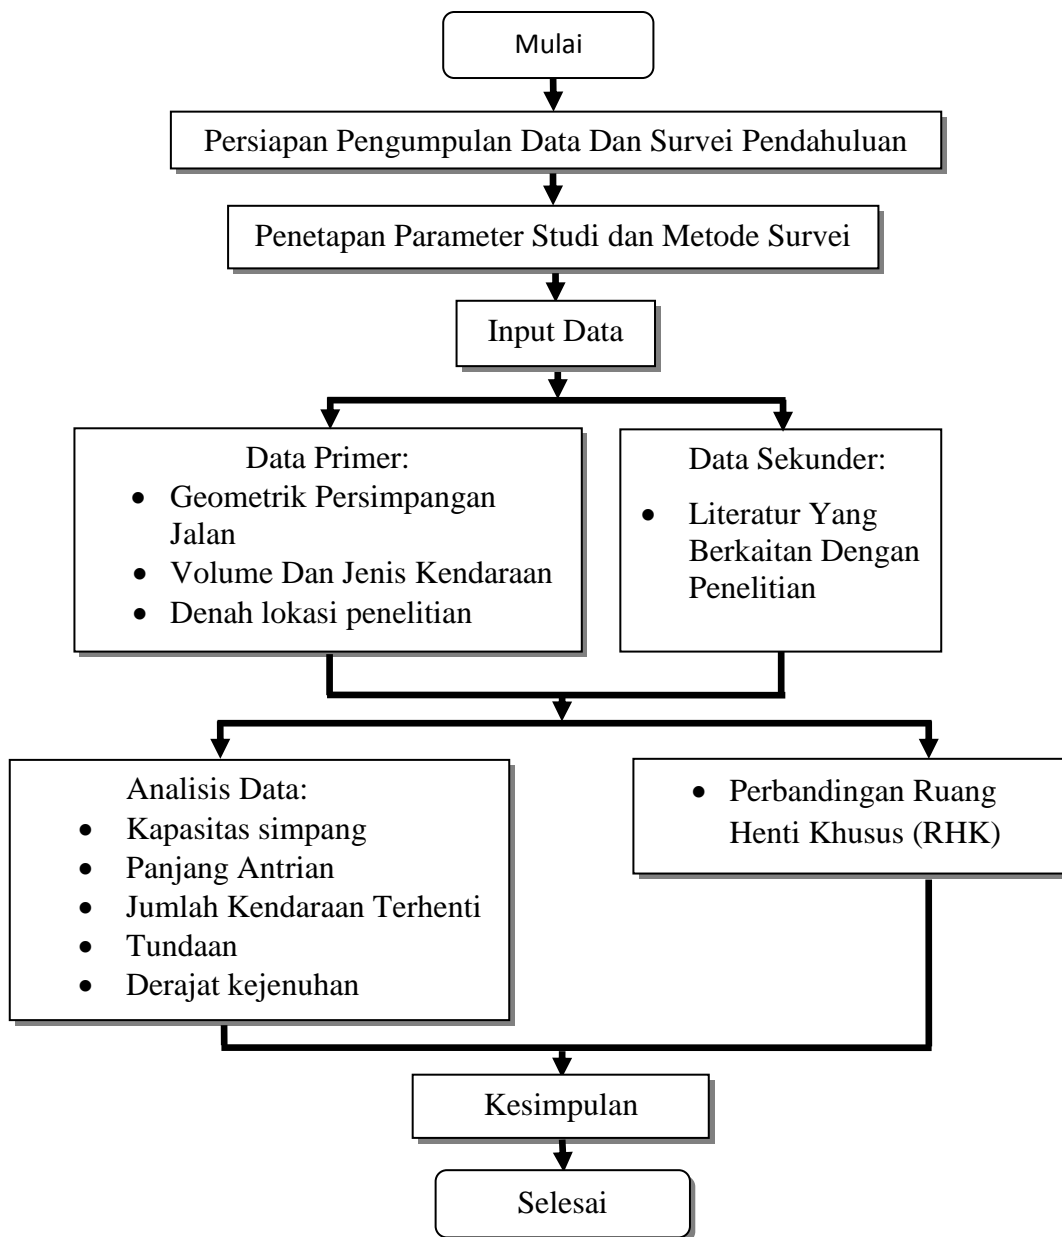 Mulai
Persiapan Pengumpulan Data Dan Survei Pendahuluan
Penetapan Parameter Studi dan Metode Survei
Input Data
Data Primer:
• Geometrik Persimpangan
Jalan
• Volume Dan Jenis Kendaraan
• Denah lokasi penelitian
Data Sekunder:
• Literatur Yang
Berkaitan Dengan
Penelitian
Analisis Data:
• Kapasitas simpang
• Panjang Antrian
• Jumlah Kendaraan Terhenti
• Tundaan
• Derajat kejenuhan
• Perbandingan Ruang
Henti Khusus (RHK)
Kesimpulan
Selesai